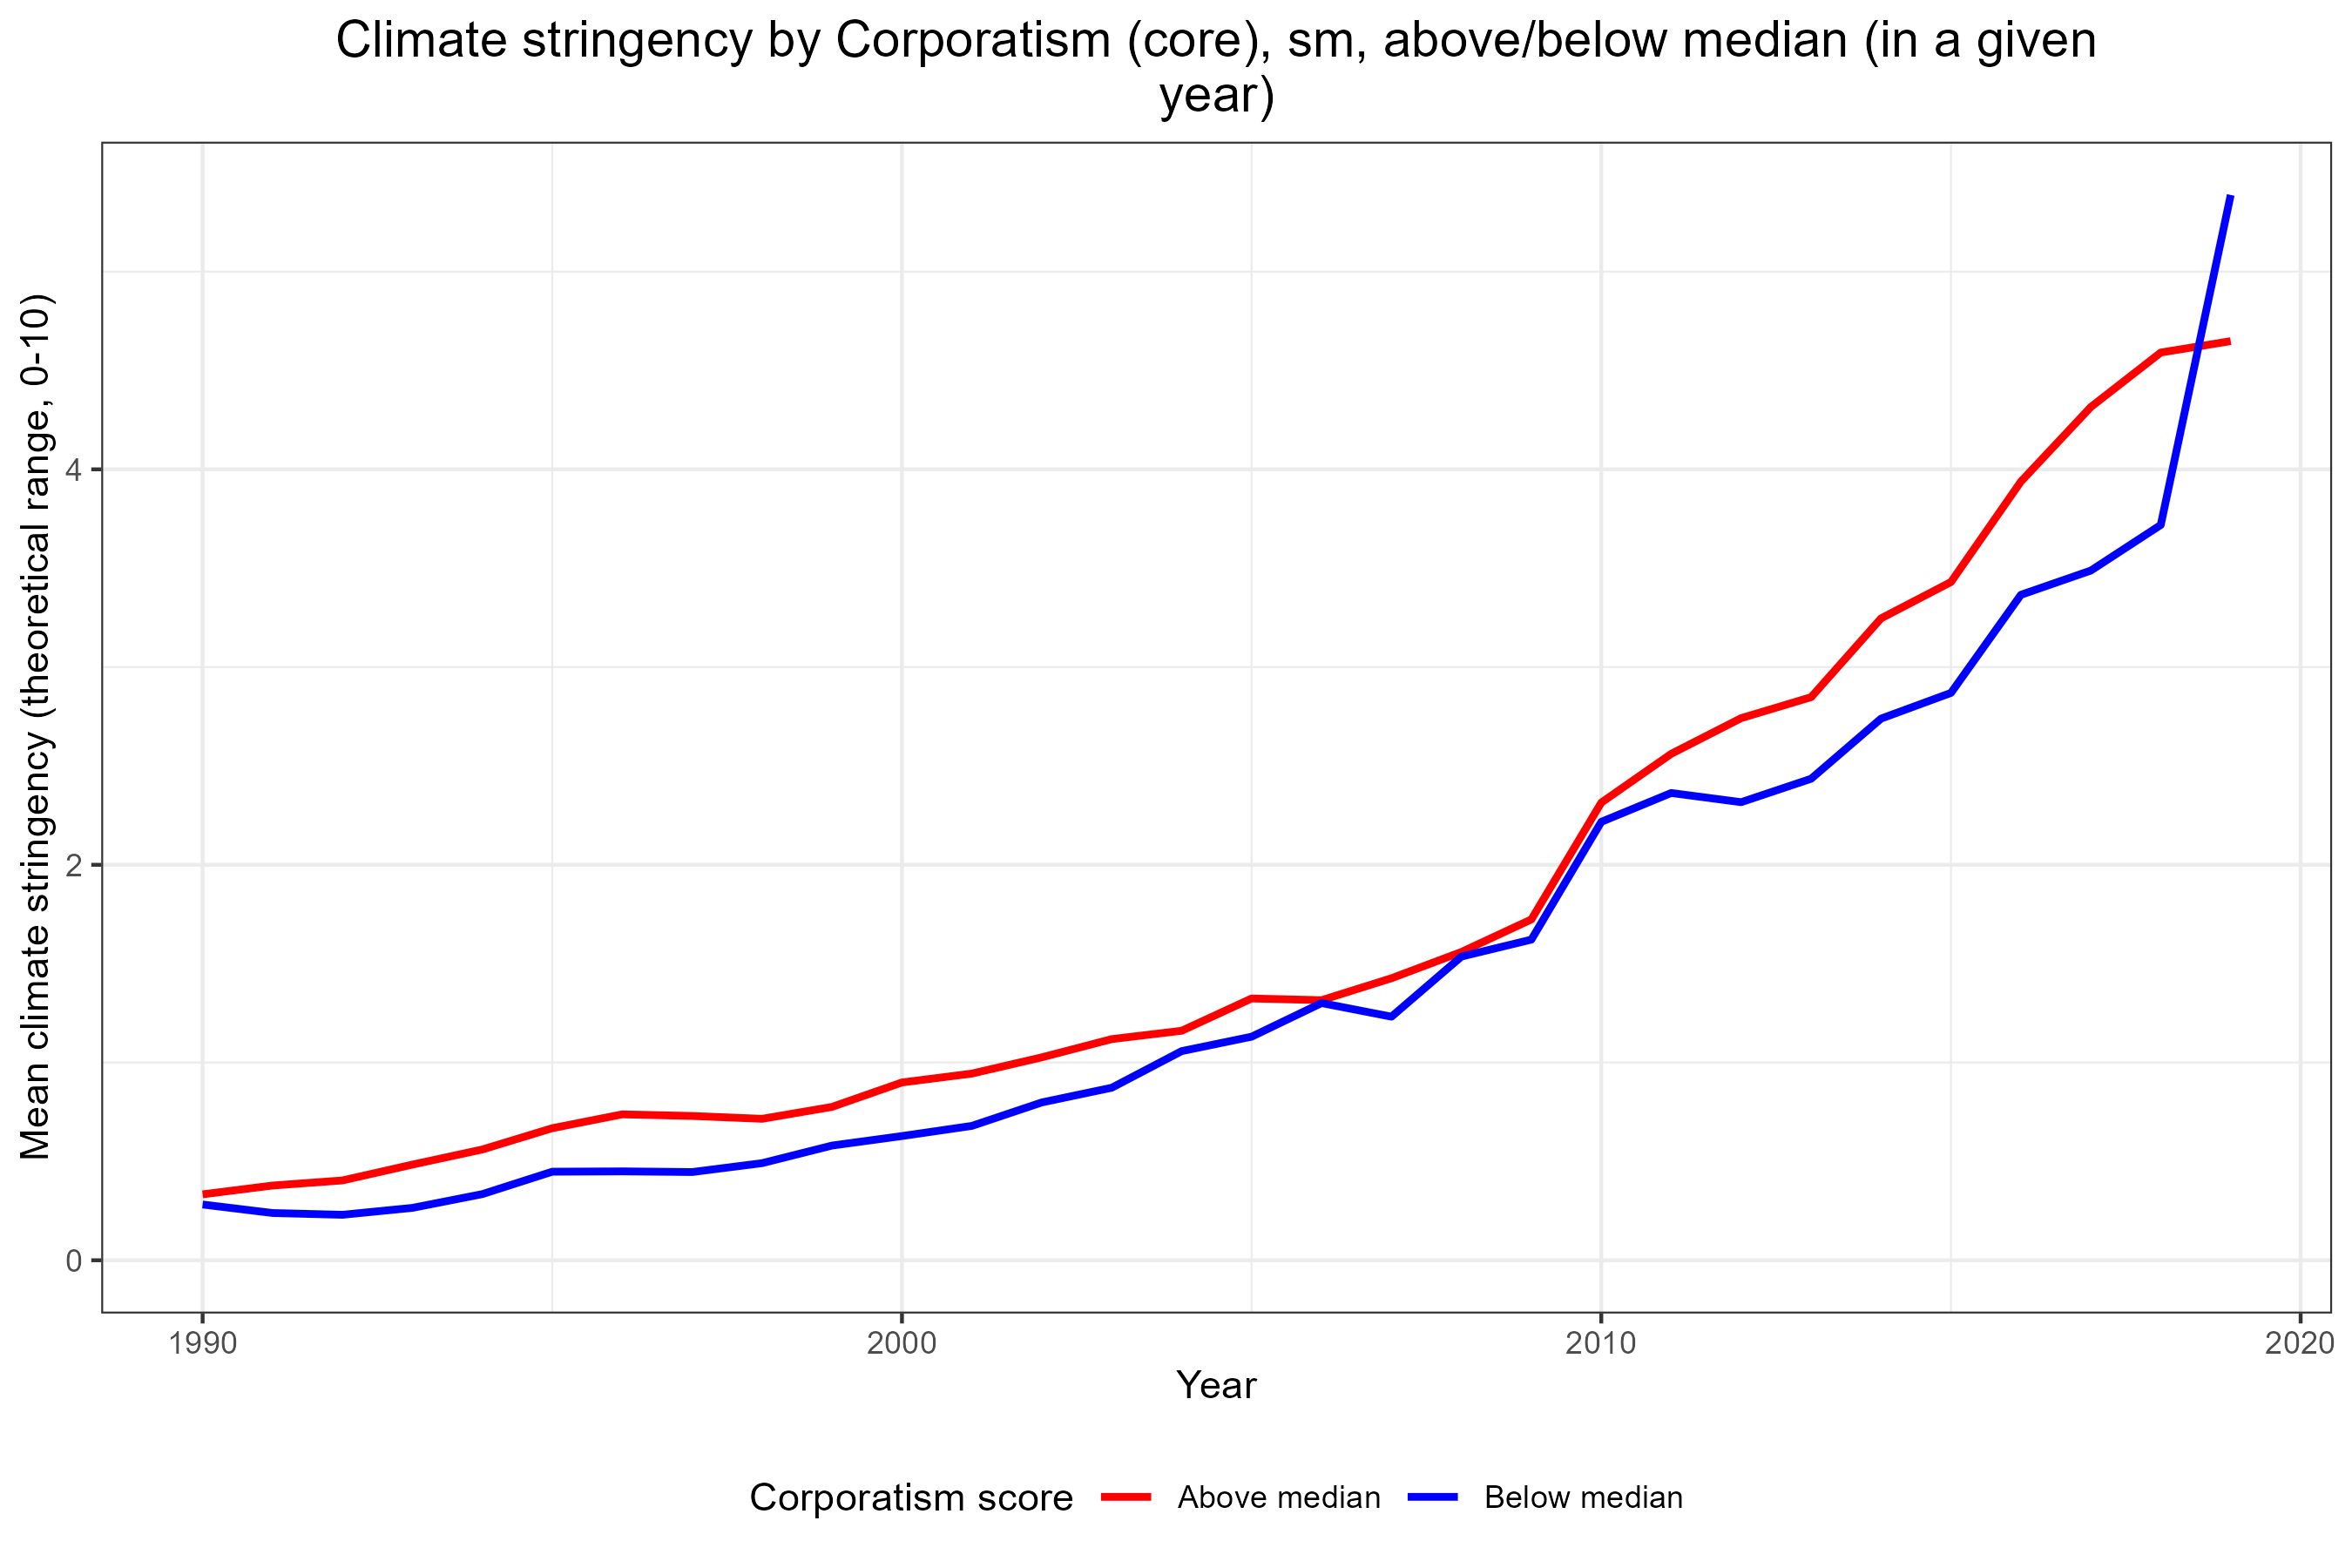 Climate stringency by Corporatism (core), sm, above/below median (in a given
year)
Mean climate stringency (theoretical range, 0-10)
4
2
0
1990
2000
2010
2020
Year
Corporatism score
Above median
Below median